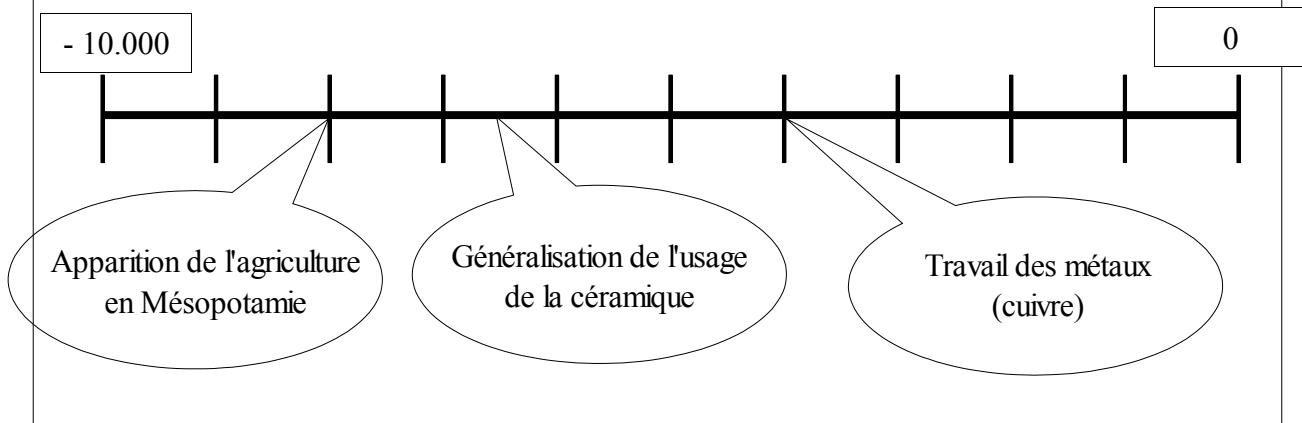 - 10.000
0
Apparition de l'agriculture
en Mésopotamie
Généralisation de l'usage
de la céramique
Travail des métaux
(cuivre)